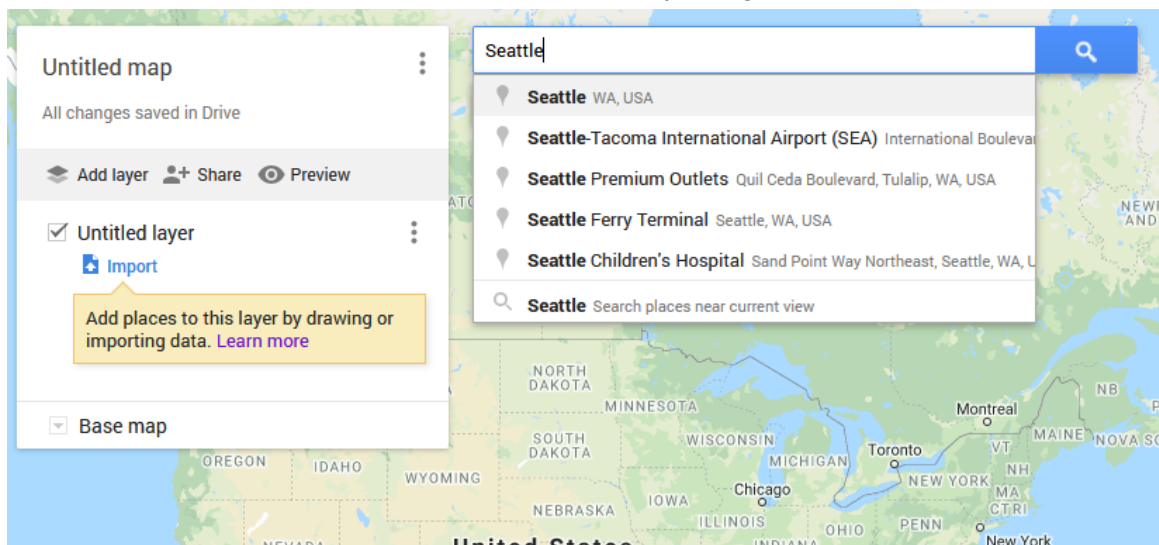 Untitled map
All changes saved in Drive
Add layer Share Preview
Untitled layer
Import
Add places to this layer by drawing or
importing data. Learn more
Base map
Seattle
Seattle WA, USA
Seattle-Tacoma International Airport (SEA) International Boulevar
Seattle Premium Outlets Quil Ceda Boulevard, Tulalip, WA, USA
Seattle Ferry Terminal Seattle, WA, USA
Seattle Children's Hospital Sand Point Way Northeast, Seattle, WA, U
Seattle Search places near current view
NORTH
DAKOTA
MINNESOTA
SOUTH
DAKOTA
WISCONSIN
MICHIGAN
Toronto
Montreal
NB
MAINE
NOVA SC
VT
NH
NEW YORK
MA
CT RI
OREGON
IDAHO
WYOMING
NEBRASKA
IOWA
Chicago
ILLINOIS
INDIANA
OHIO
PENN
New York
NEVADA
United States